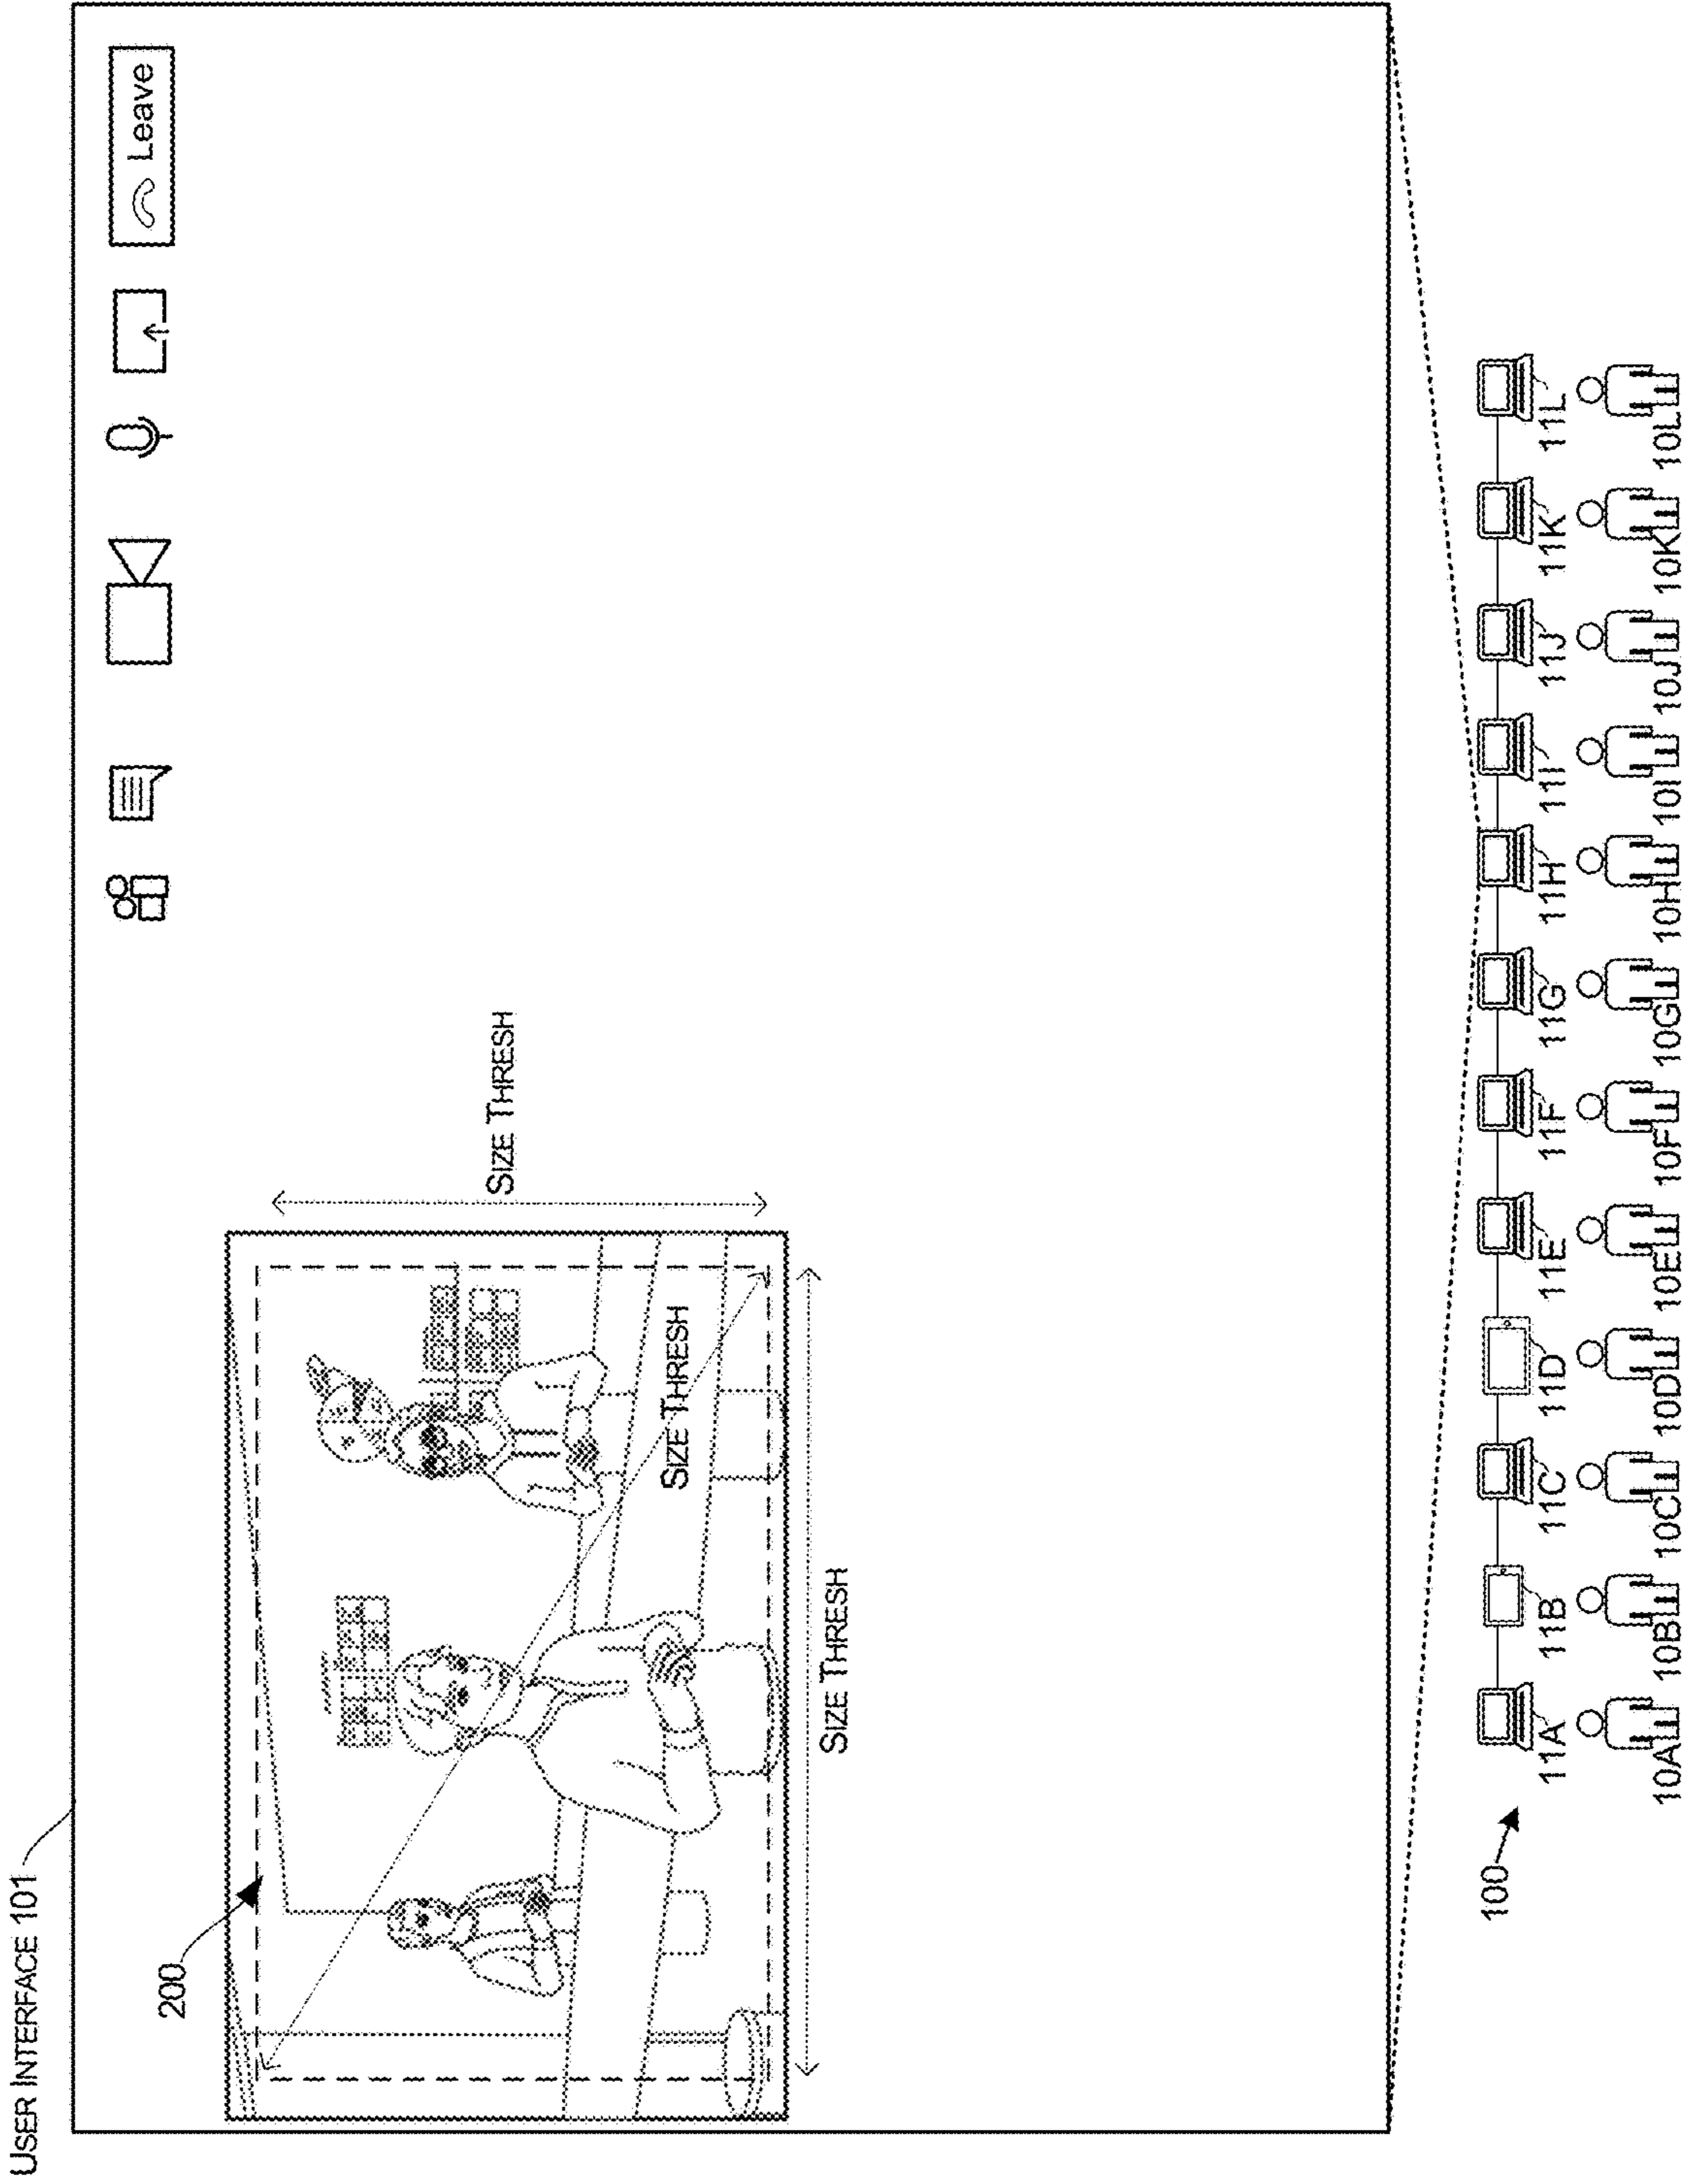 USER INTERFACE 101
Leave
200
SIZE THRESH
SIZE THRESH
SIZE THRESH
100
11A
11B
11C
11D
11E
11F
11G
11H
11I
11J
11K
11L
10A
10B
10C
10D
10E
10F
10G
10H
10I
10J
10K
10L